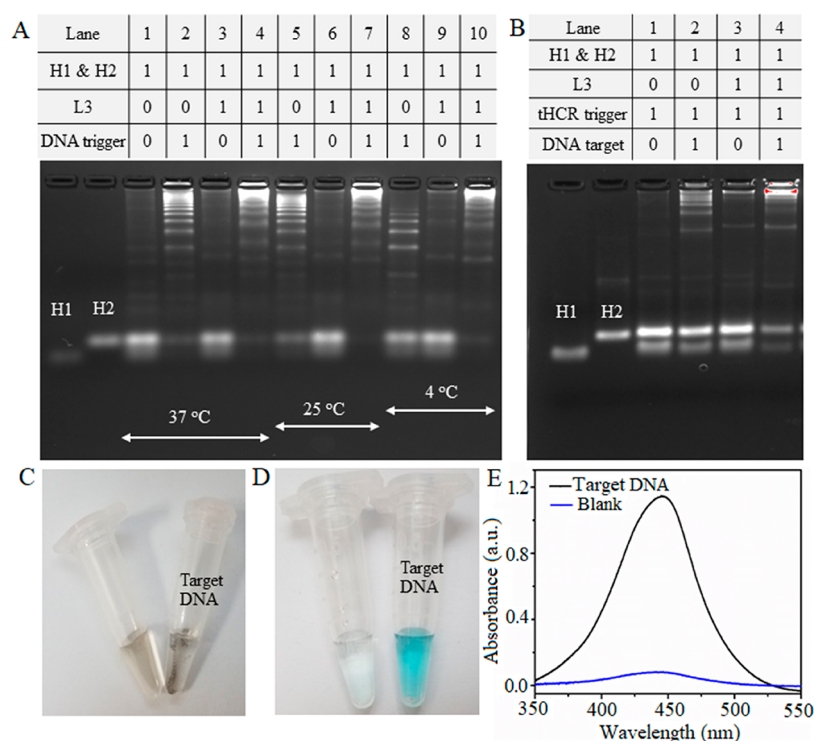 A
Lane 1 2 3 4 5 6 7 8 9 10
H1 & H2 1 1 1 1 1 1 1 1 1 1
L3 0 0 1 1 0 1 1 0 1 1
DNA trigger 0 1 0 1 1 0 1 1 0 1
H1
H2
37 °C
25 °C
4 °C
B
Lane 1 2 3 4
H1 & H2 1 1 1 1
L3 0 0 1 1
tHCR trigger 1 1 1 1
DNA target 0 1 0 1
H1
H2
C
Target
DNA
D
Target
DNA
E
Target DNA
Blank
Absorbance (a.u.)
1.2
0.8
0.4
0.0
350 400 450 500 550
Wavelength (nm)